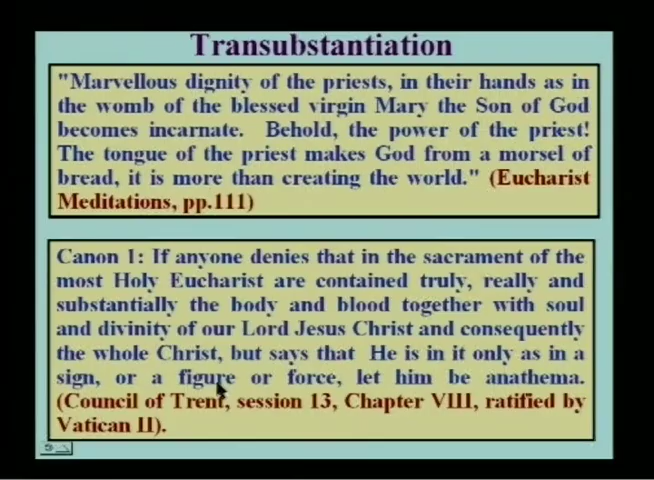 Transubstantiation
"Marvellous dignity of the priests, in their hands as in
the womb of the blessed virgin Mary the Son of God
becomes incarnate. Behold, the power of the priest!
The tongue of the priest makes God from a morsel of
bread, it is more than creating the world." (Eucharist
Meditations, pp.111)
Canon 1: If anyone denies that in the sacrament of the
most Holy Eucharist are contained truly, really and
substantially the body and blood together with soul
and divinity of our Lord Jesus Christ and consequently
the whole Christ, but says that He is in it only as in a
sign, or a figure or force, let him be anathema.
(Council of Trent, session 13, Chapter VIII, ratified by
Vatican II).